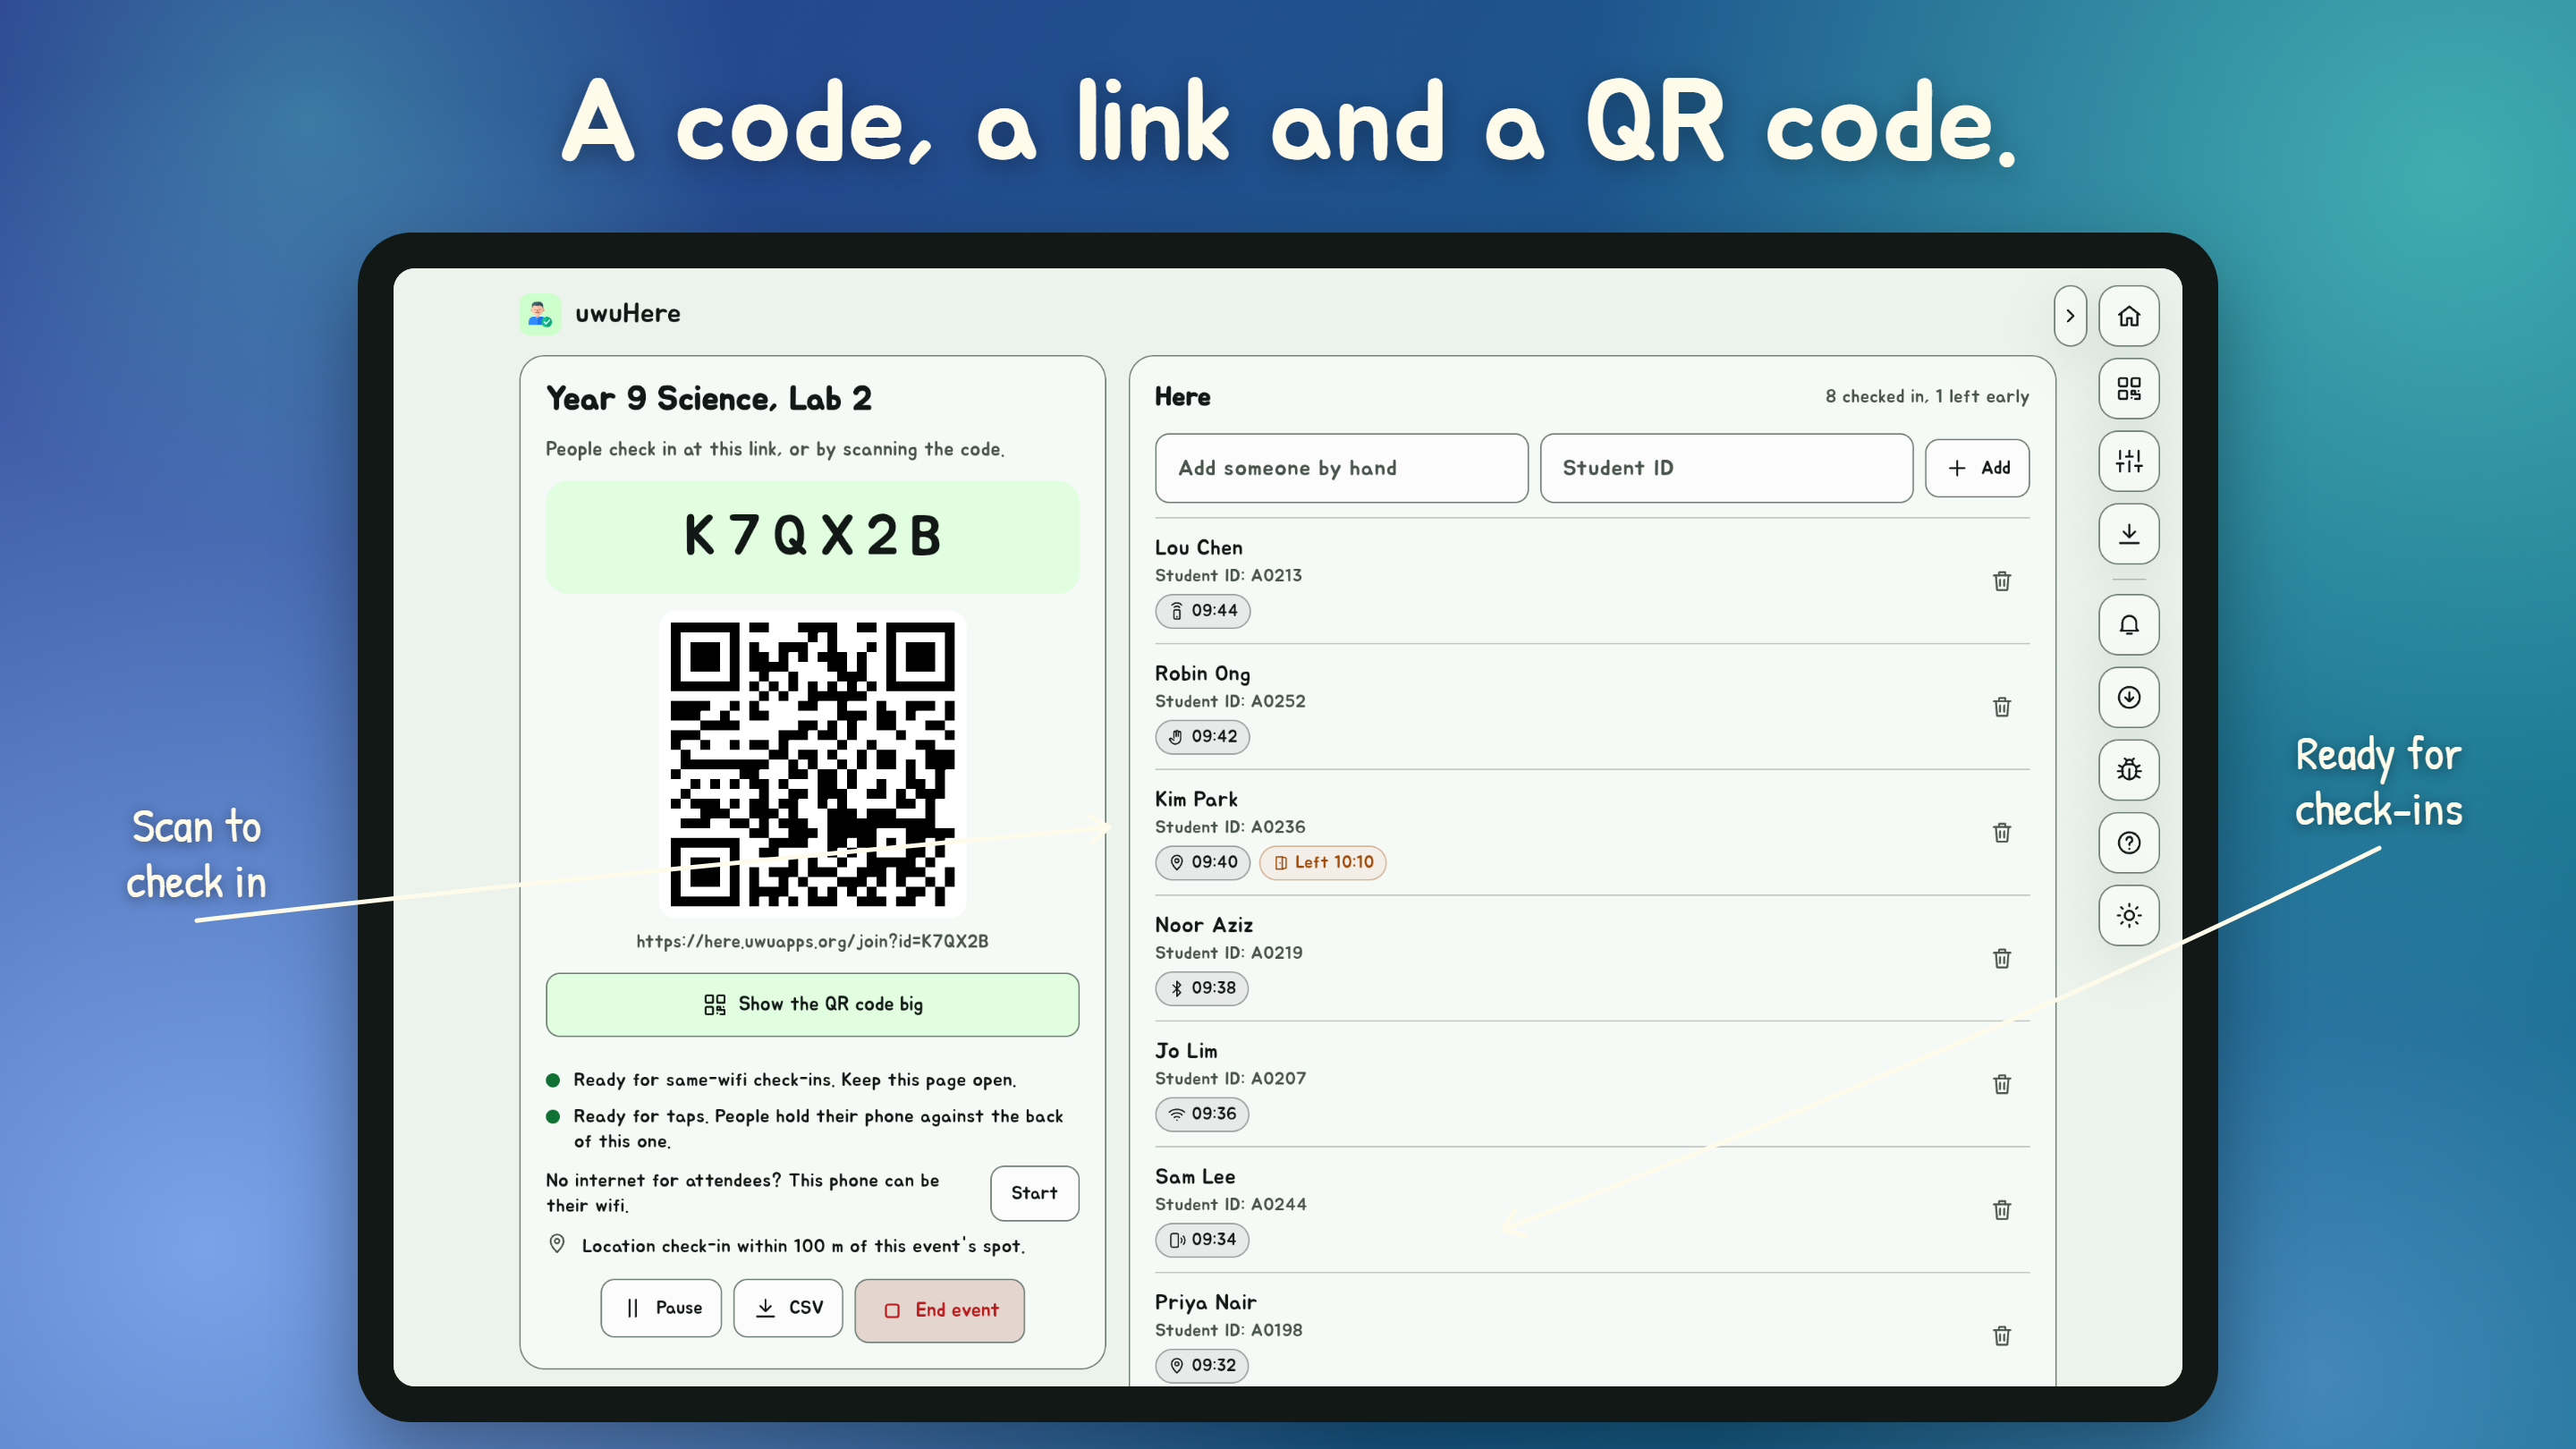 A code, a link and a QR code.
uwuHere
Year 9 Science, Lab 2
People check in at this link, or by scanning the code.
K7QX2B
https://here.uwuapps.org/join?id=K7QX2B
Show the QR code big
Ready for same-wifi check-ins. Keep this page open.
Ready for taps. People hold their phone against the back
of this one.
No internet for attendees? This phone can be
their wifi.
Start
Location check-in within 100 m of this event's spot.
Pause
CSV
End event
Here
8 checked in, 1 left early
Add someone by hand
Student ID
Add
Lou Chen
Student ID: A0213
09:44
Robin Ong
Student ID: A0252
09:42
Kim Park
Student ID: A0236
09:40
Left 10:10
Noor Aziz
Student ID: A0219
09:38
Jo Lim
Student ID: A0207
09:36
Sam Lee
Student ID: A0244
09:34
Priya Nair
Student ID: A0198
09:32
Scan to
check in
Ready for
check-ins